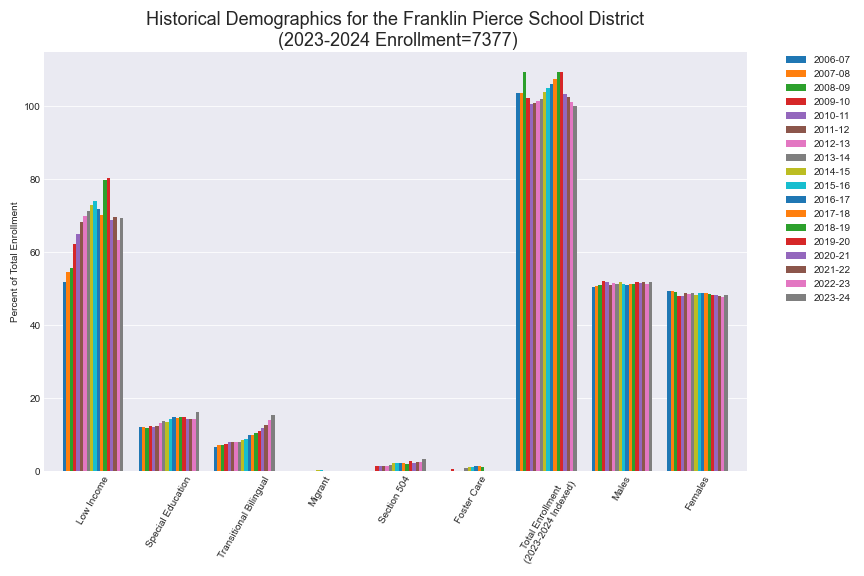 Historical Demographics for the Franklin Pierce School District
(2023-2024 Enrollment=7377)
Percent of Total Enrollment
100
80
60
40
20
0
Low Income
Special Education
Transitional Bilingual
Migrant
Section 504
Foster Care
Total Enrollment
(2023-2024 Indexed)
Males
Females
2006-07
2007-08
2008-09
2009-10
2010-11
2011-12
2012-13
2013-14
2014-15
2015-16
2016-17
2017-18
2018-19
2019-20
2020-21
2021-22
2022-23
2023-24